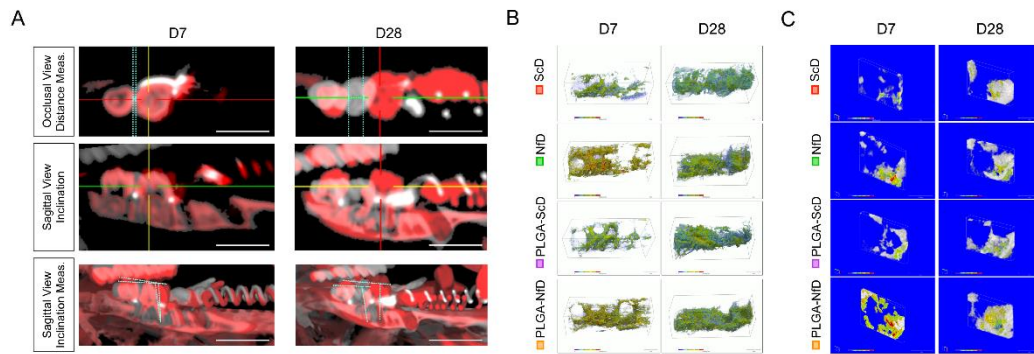 A
D7
D28
Occlusal View
Distance Meas.
Sagittal View
Inclination
Sagittal View
Inclination Meas.
B
D7
D28
ScD
NfD
PLGA-ScD
PLGA-NfD
C
D7
D28
ScD
NfD
PLGA-ScD
PLGA-NfD